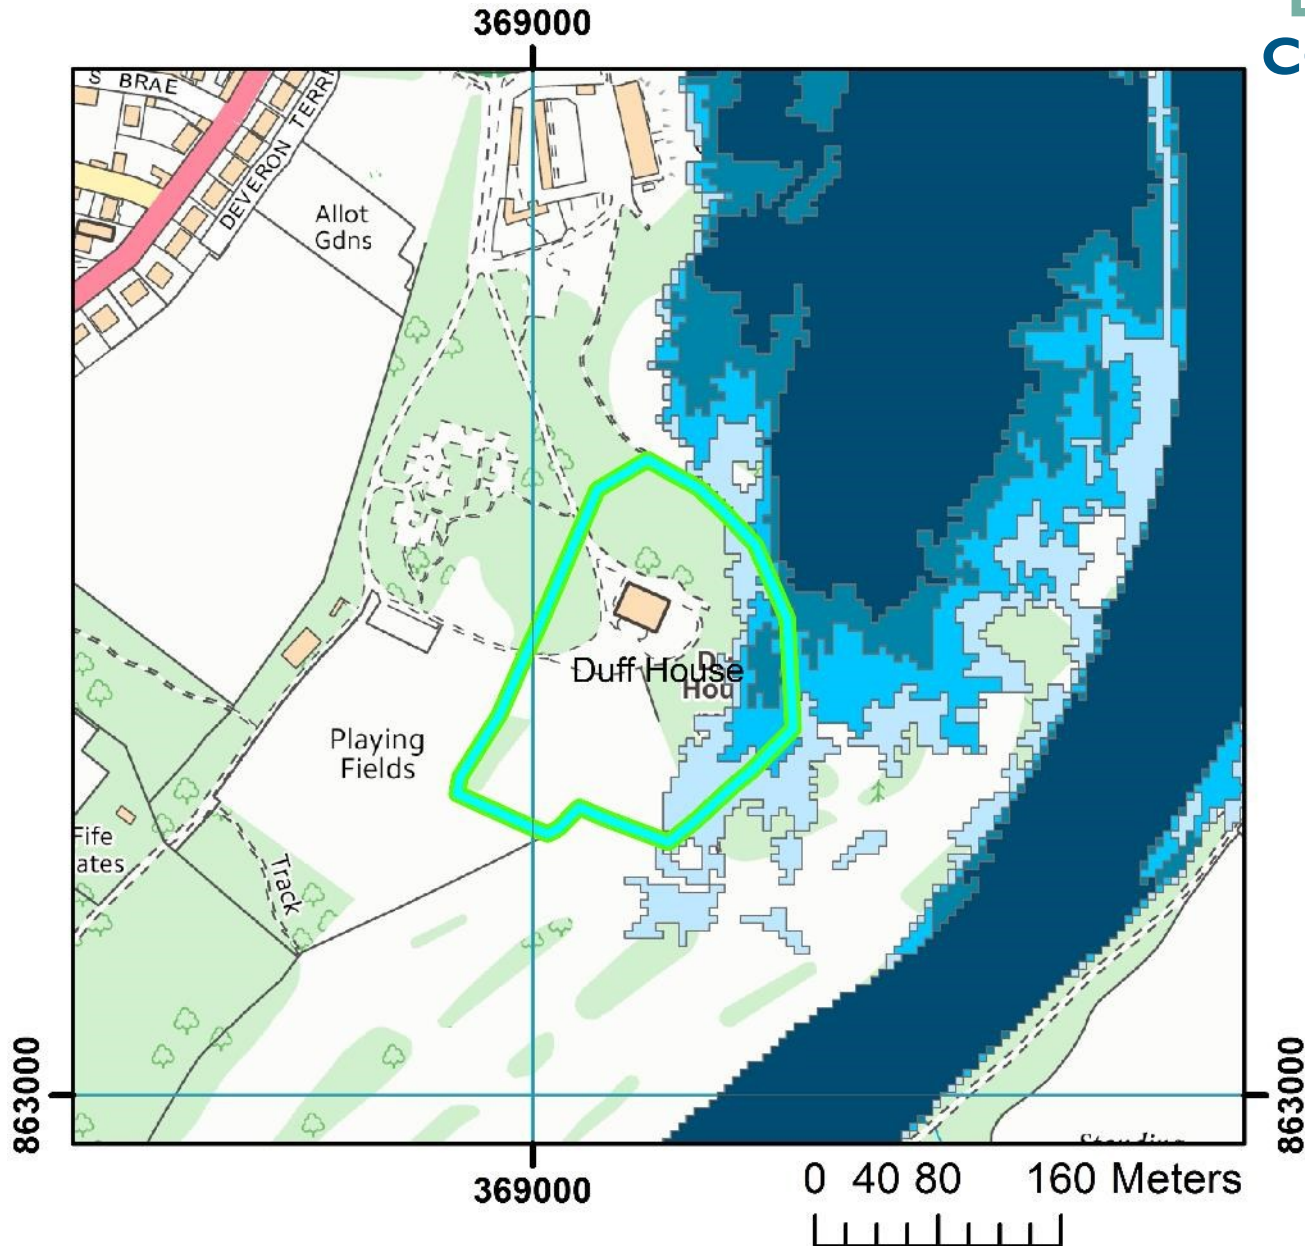 369000
C
S BRAE
DEVERON TERR
Allot
Gdns
Duff House
Hou
Playing
Fields
Fife
ates
Track
863000
863000
369000
0 40 80 160 Meters